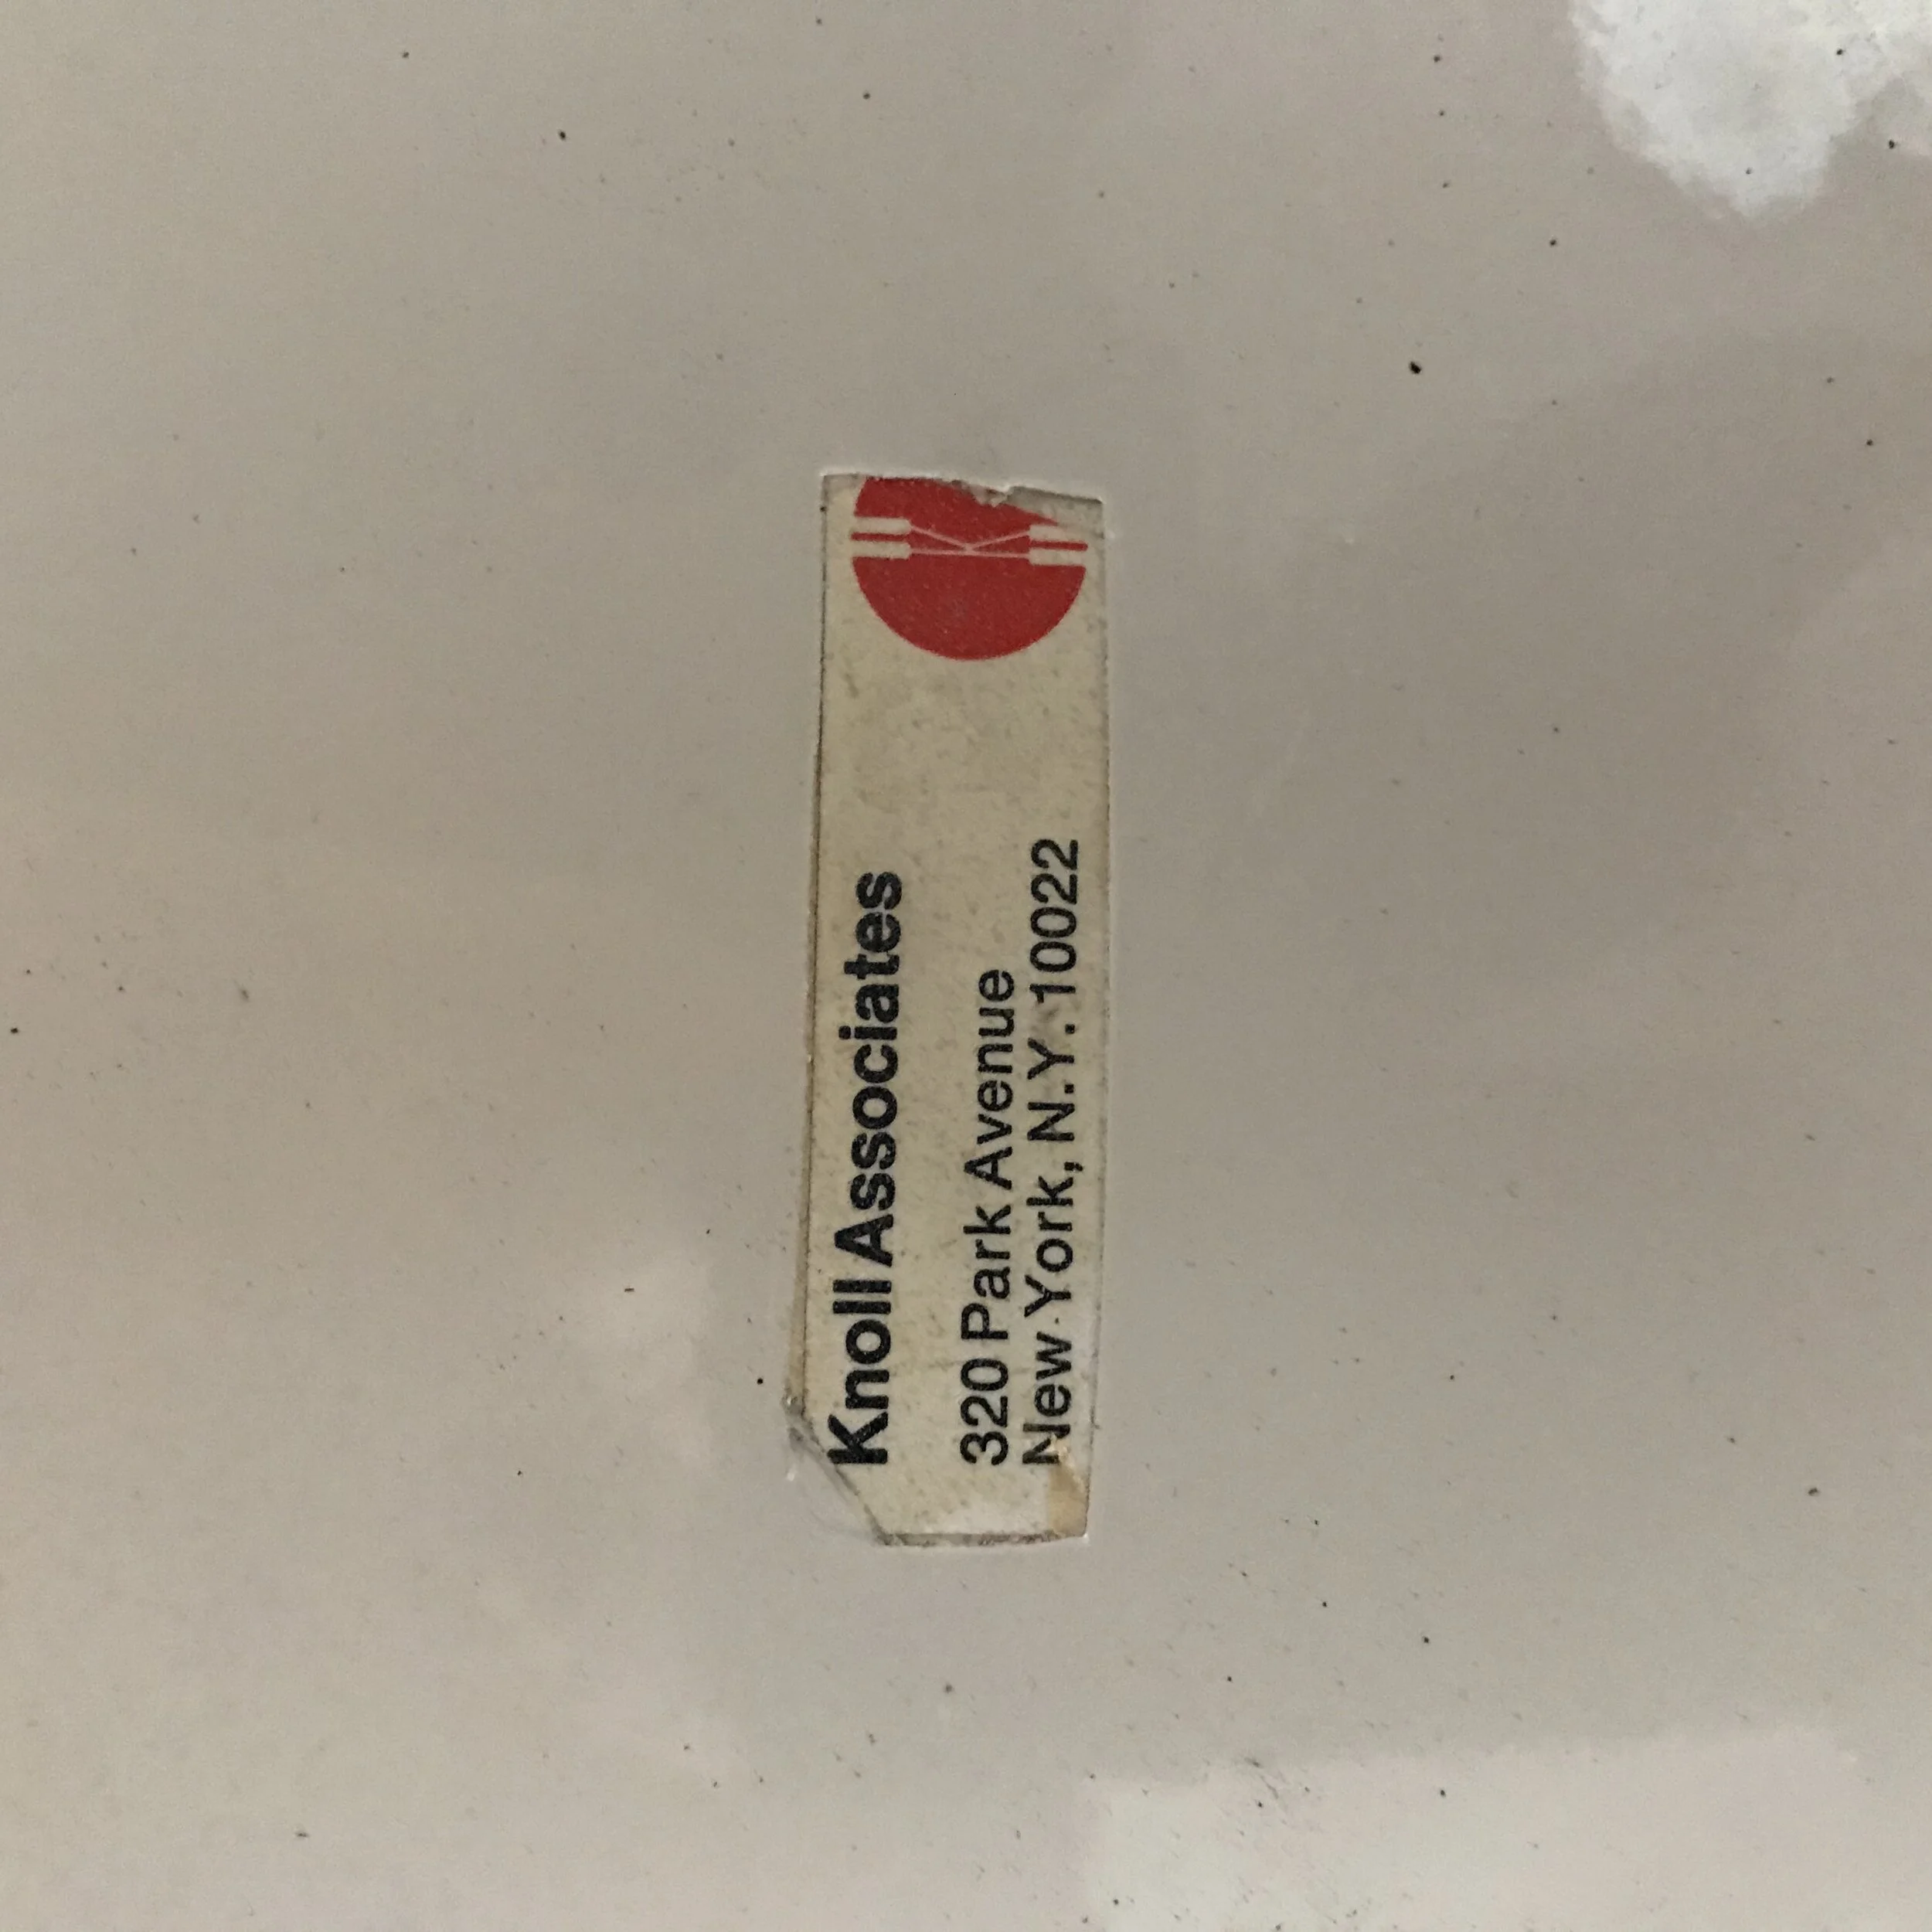 Knoll Associates
320 Park Avenue
New York, N.Y. 10022